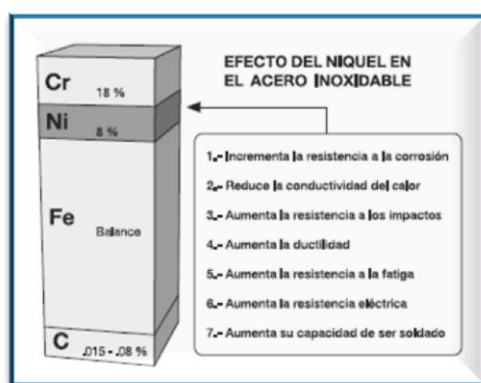 EFECTO DEL NIQUEL EN
EL ACERO INOXIDABLE
Cr
18 %
Ni
8 %
Fe
Balance
C
.015 - .08 %
1.- Incrementa la resistencia a la corrosión
2.- Reduce la conductividad del calor
3.- Aumenta la resistencia a los impactos
4.- Aumenta la ductilidad
5.- Aumenta la resistencia a la fatiga
6.- Aumenta la resistencia eléctrica
7.- Aumenta su capacidad de ser soldado